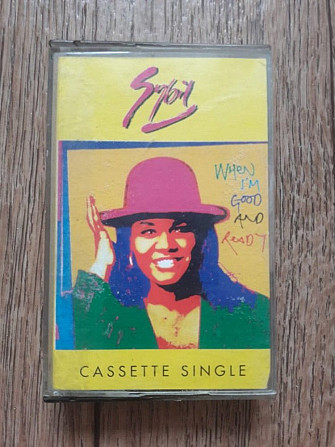 Sybil
WHEN
I'M
GOOD
AND
READY
CASSETTE SINGLE